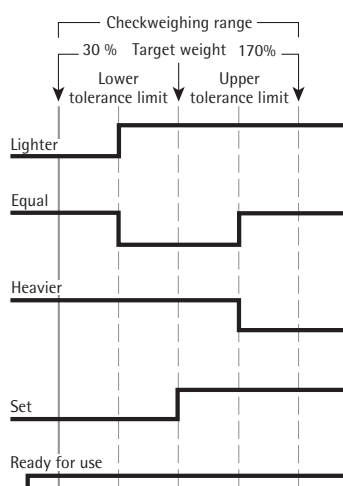 Checkweighing range
30 % Target weight 170%
Lower Upper
tolerance limit tolerance limit
Lighter
Equal
Heavier
Set
Ready for use